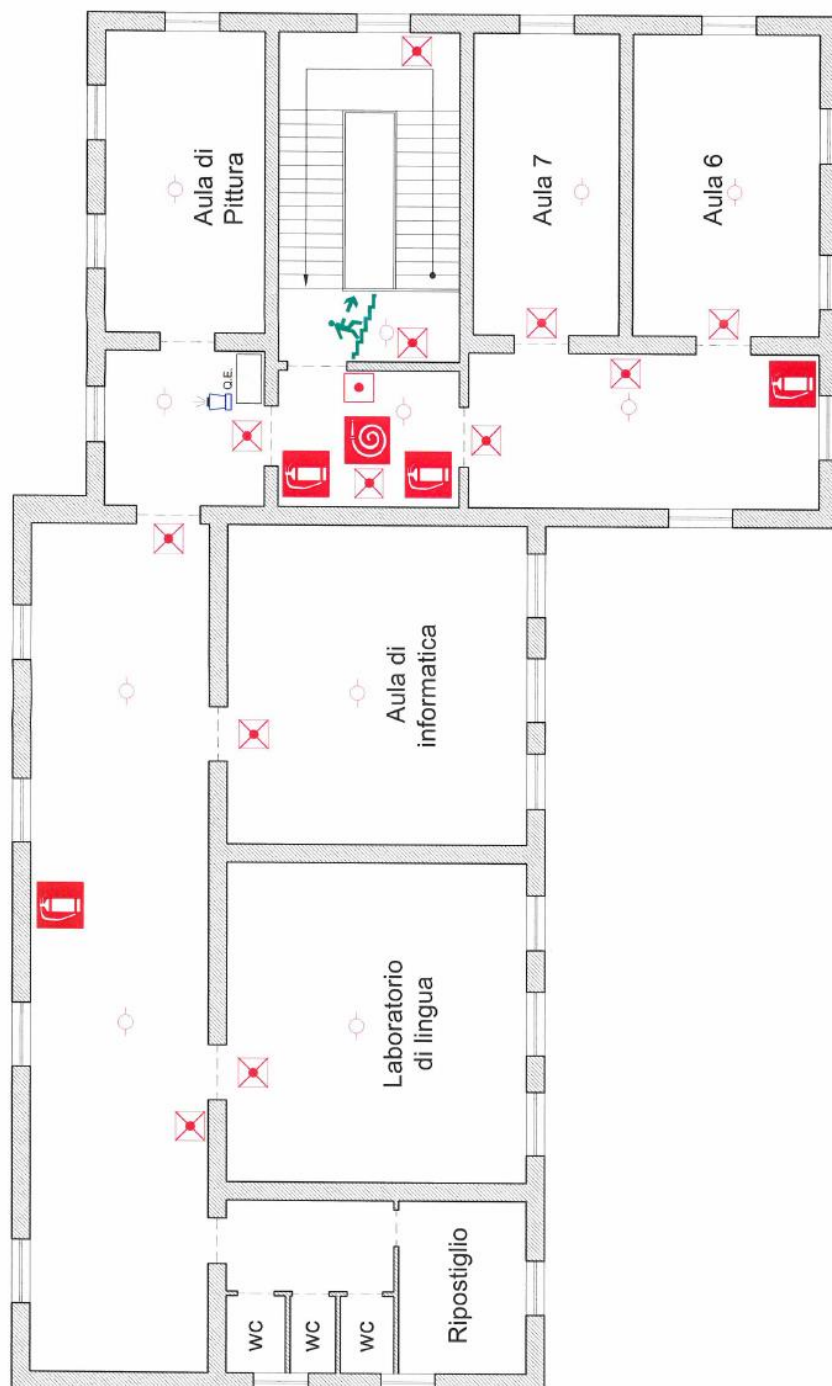 Aula di
Pittura
Aula 7
Aula 6
Q.E.
Aula di
informatica
Laboratorio
di lingua
wc
wc
wc
Ripostiglio